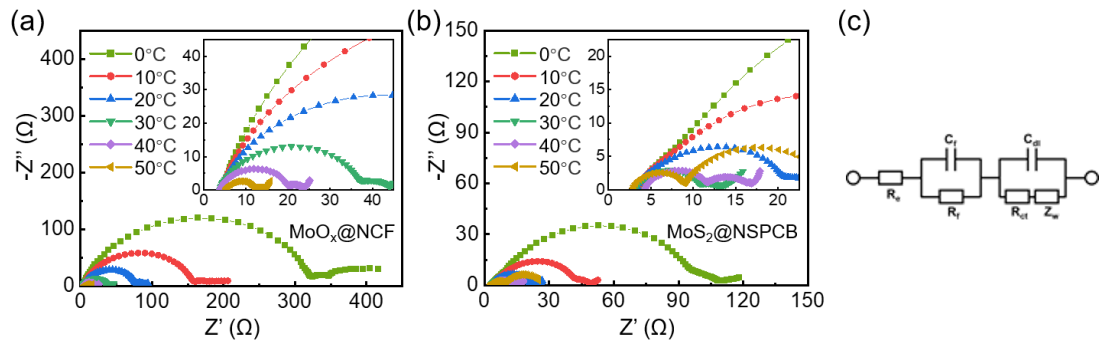 (a)
450
400
300
200
100
0
0
100
200
300
400
-Z'' (Ω)
Z' (Ω)
0°C
10°C
20°C
30°C
40°C
50°C
40
30
20
10
0
0
10
20
30
40
MoOₓ@NCF
(b)
150
120
90
60
30
0
0
30
60
90
120
150
-Z'' (Ω)
Z' (Ω)
0°C
10°C
20°C
30°C
40°C
50°C
25
20
15
10
5
0
0
5
10
15
20
MoS₂@NSPCB
(c)
Cf
Cdl
Re
Rf
Rct
Zw